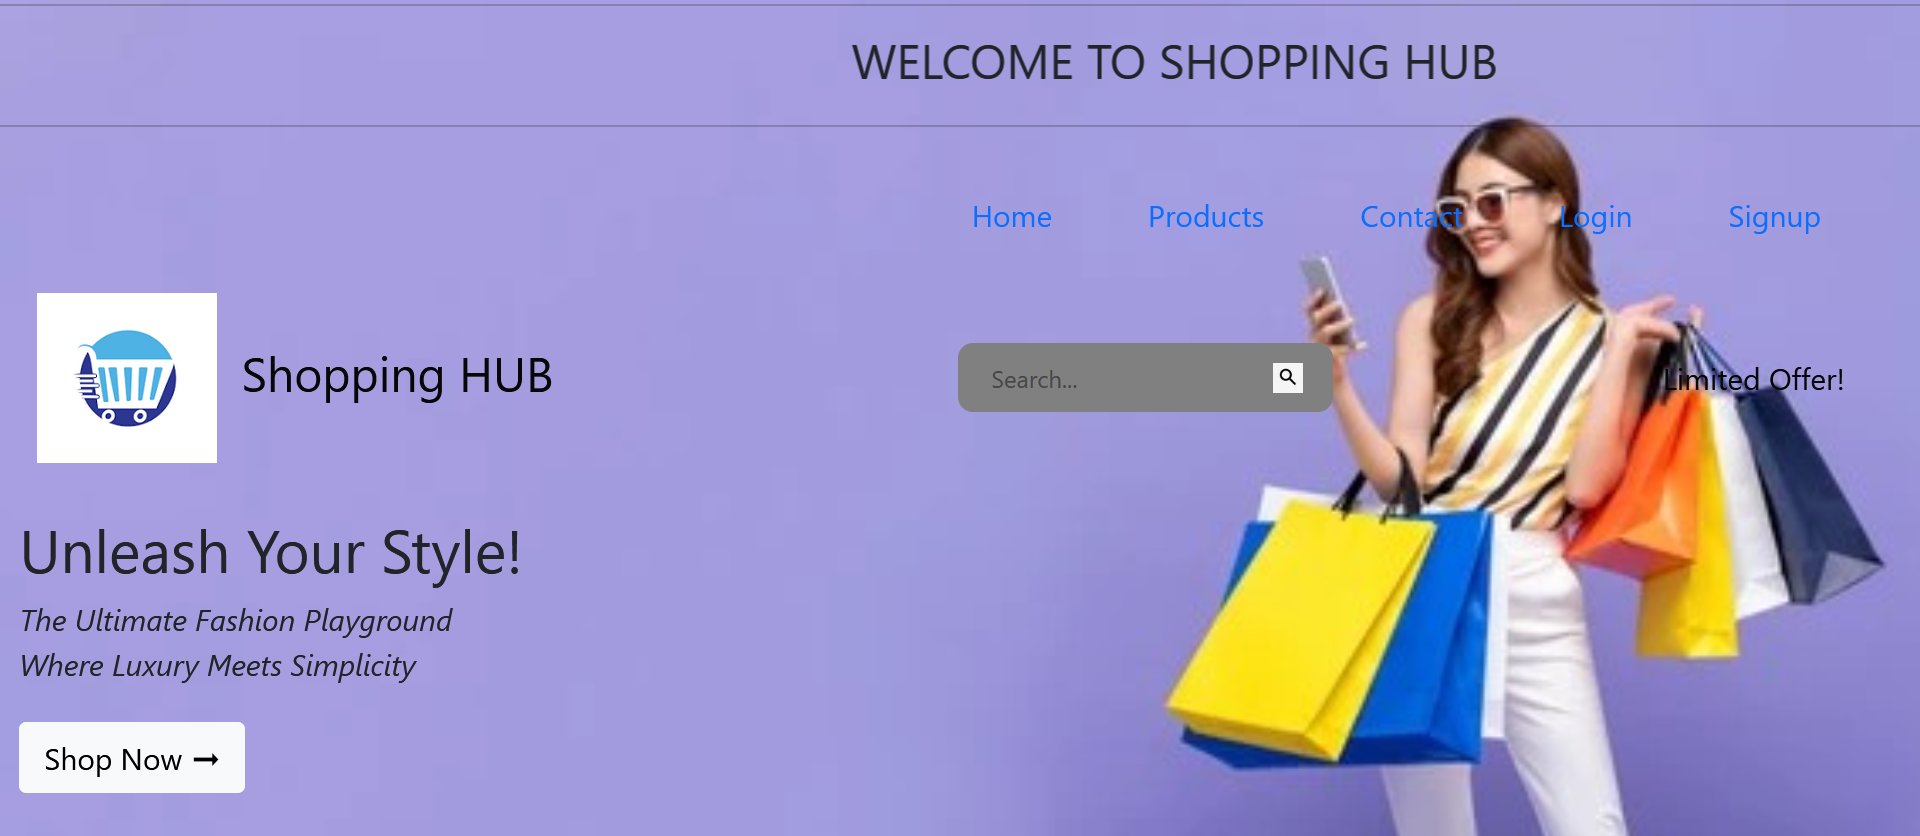 WELCOME TO SHOPPING HUB
Home Products Contact Login Signup
Shopping HUB
Search...
Limited Offer!
Unleash Your Style!
The Ultimate Fashion Playground
Where Luxury Meets Simplicity
Shop Now ➞